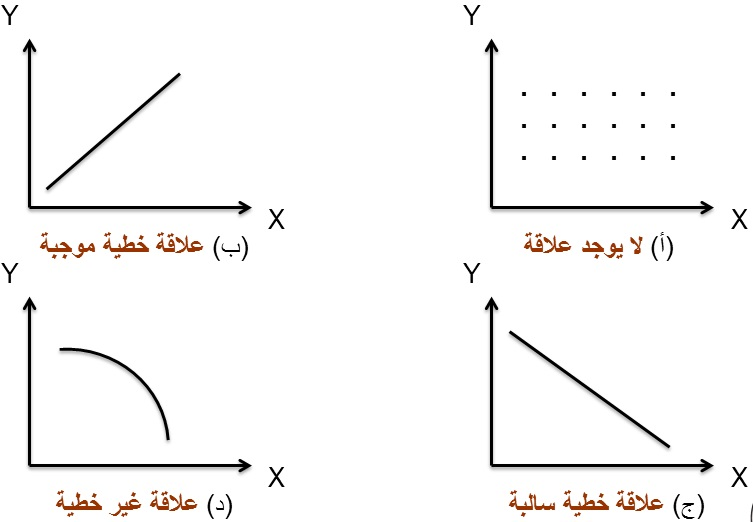 Y
X
(أ) لا يوجد علاقة
Y
X
(ب) علاقة خطية موجبة
Y
X
(ج) علاقة خطية سالبة
Y
X
(د) علاقة غير خطية